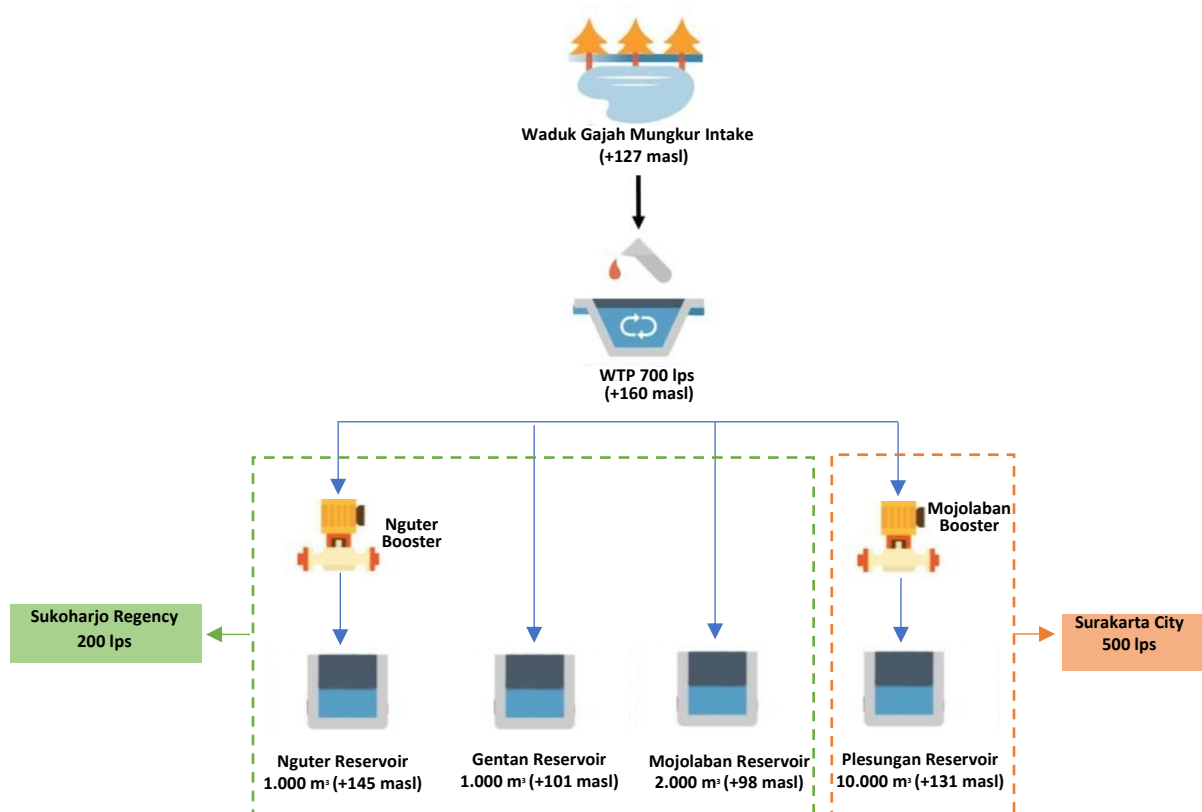 Waduk Gajah Mungkur Intake
(+127 masl)
WTP 700 lps
(+160 masl)
Nguter
Booster
Mojolaban
Booster
Sukoharjo Regency
200 lps
Surakarta City
500 lps
Nguter Reservoir
1.000 m³ (+145 masl)
Gentan Reservoir
1.000 m³ (+101 masl)
Mojolaban Reservoir
2.000 m³ (+98 masl)
Plesungan Reservoir
10.000 m³ (+131 masl)